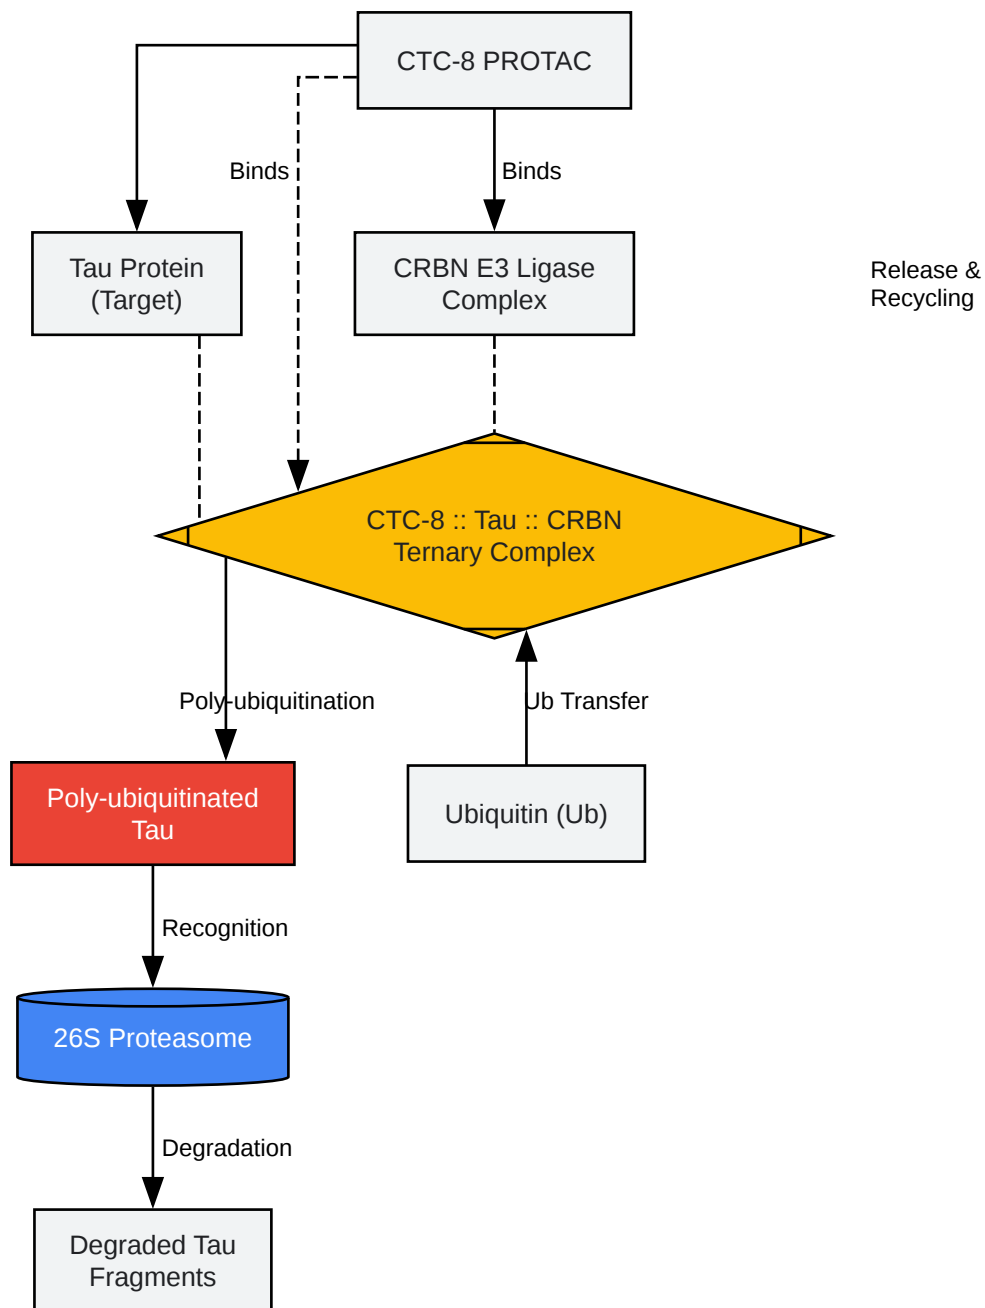 CTC-8 PROTAC
Binds
Binds
Tau Protein
(Target)
CRBN E3 Ligase
Complex
Release &
Recycling
CTC-8 :: Tau :: CRBN
Ternary Complex
Poly-ubiquitination
Ub Transfer
Poly-ubiquitinated
Tau
Ubiquitin (Ub)
Recognition
26S Proteasome
Degradation
Degraded Tau
Fragments